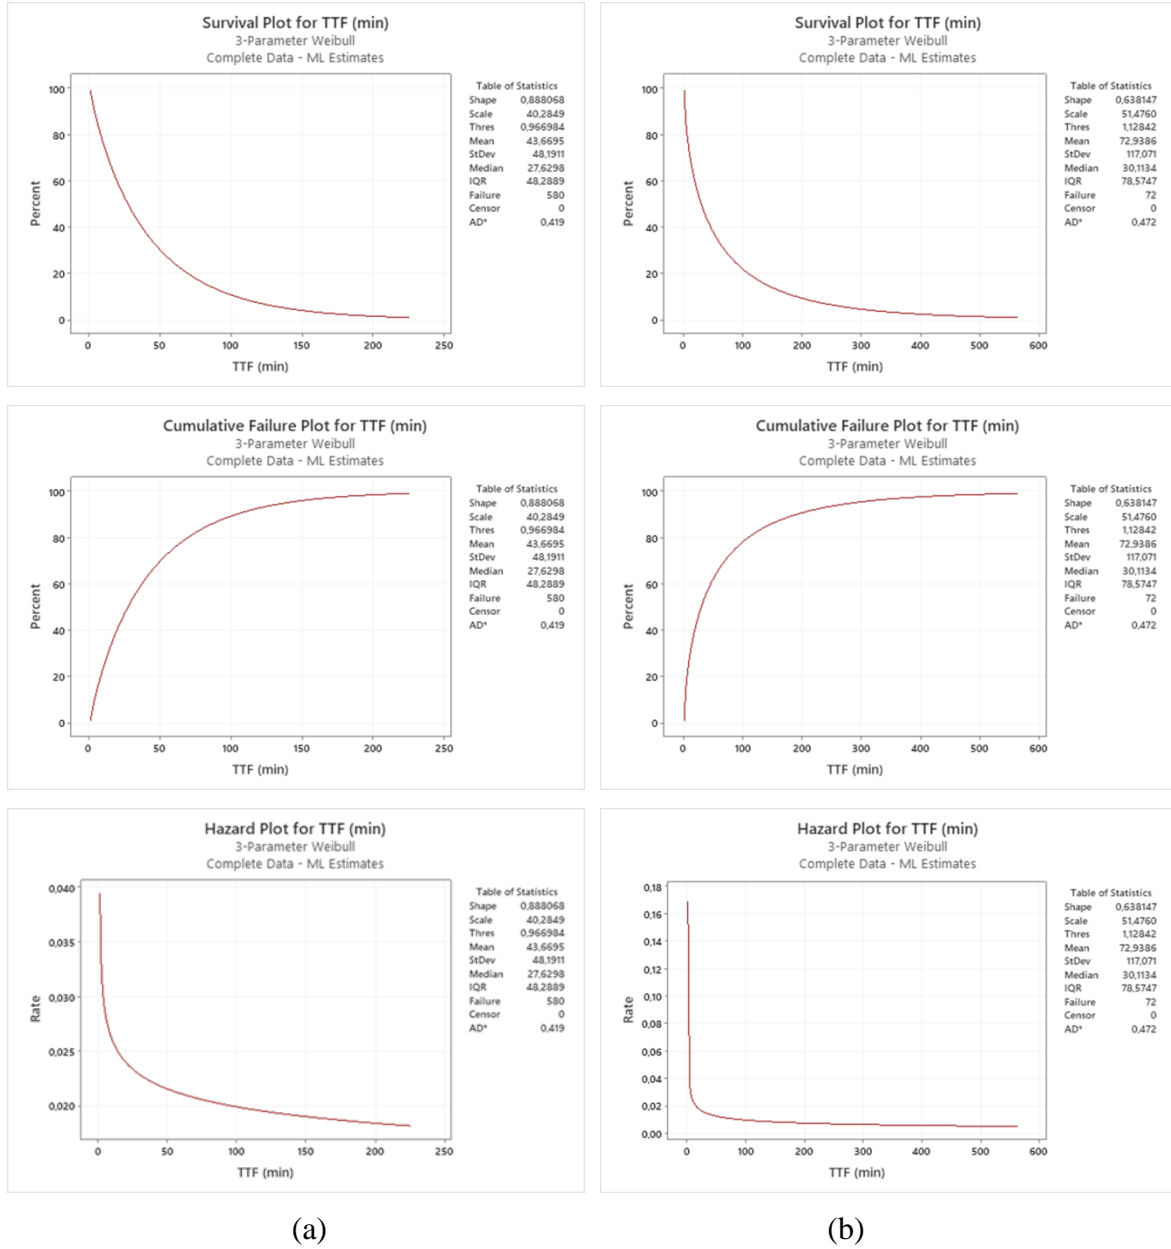 Survival Plot for TTF (min)
3-Parameter Weibull
Complete Data - ML Estimates
100
80
60
40
20
0
Percent
0 50 100 150 200 250
TTF (min)
Table of Statistics
Shape 0,888068
Scale 40,2849
Thres 0,966984
Mean 43,6695
StDev 48,1911
Median 27,6298
IQR 48,2889
Failure 580
Censor 0
AD* 0,419
Survival Plot for TTF (min)
3-Parameter Weibull
Complete Data - ML Estimates
100
80
60
40
20
0
Percent
0 100 200 300 400 500 600
TTF (min)
Table of Statistics
Shape 0,638147
Scale 51,4760
Thres 1,12842
Mean 72,9386
StDev 117,071
Median 30,1134
IQR 78,5747
Failure 72
Censor 0
AD* 0,472
Cumulative Failure Plot for TTF (min)
3-Parameter Weibull
Complete Data - ML Estimates
100
80
60
40
20
0
Percent
0 50 100 150 200 250
TTF (min)
Table of Statistics
Shape 0,888068
Scale 40,2849
Thres 0,966984
Mean 43,6695
StDev 48,1911
Median 27,6298
IQR 48,2889
Failure 580
Censor 0
AD* 0,419
Cumulative Failure Plot for TTF (min)
3-Parameter Weibull
Complete Data - ML Estimates
100
80
60
40
20
0
Percent
0 100 200 300 400 500 600
TTF (min)
Table of Statistics
Shape 0,638147
Scale 51,4760
Thres 1,12842
Mean 72,9386
StDev 117,071
Median 30,1134
IQR 78,5747
Failure 72
Censor 0
AD* 0,472
Hazard Plot for TTF (min)
3-Parameter Weibull
Complete Data - ML Estimates
0,040
0,035
0,030
0,025
0,020
Rate
0 50 100 150 200 250
TTF (min)
Table of Statistics
Shape 0,888068
Scale 40,2849
Thres 0,966984
Mean 43,6695
StDev 48,1911
Median 27,6298
IQR 48,2889
Failure 580
Censor 0
AD* 0,419
Hazard Plot for TTF (min)
3-Parameter Weibull
Complete Data - ML Estimates
0,18
0,16
0,14
0,12
0,10
0,08
0,06
0,04
0,02
0,00
Rate
0 100 200 300 400 500 600
TTF (min)
Table of Statistics
Shape 0,638147
Scale 51,4760
Thres 1,12842
Mean 72,9386
StDev 117,071
Median 30,1134
IQR 78,5747
Failure 72
Censor 0
AD* 0,472
(a)
(b)